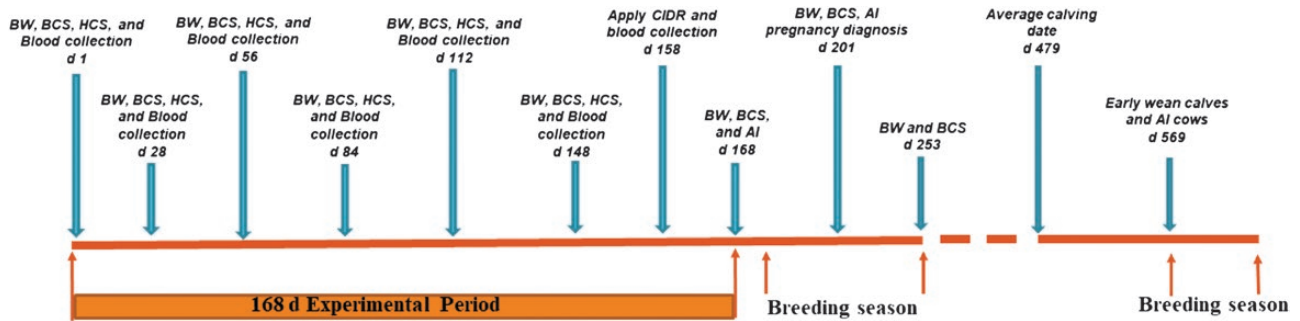 BW, BCS, HCS, and
Blood collection
d 1
BW, BCS, HCS,
and Blood
collection
d 28
BW, BCS, HCS, and
Blood collection
d 56
BW, BCS, HCS,
and Blood
collection
d 84
BW, BCS, HCS, and
Blood collection
d 112
BW, BCS, HCS,
and Blood
collection
d 148
Apply CIDR and
blood collection
d 158
BW, BCS,
and AI
d 168
BW, BCS, AI
pregnancy diagnosis
d 201
BW and BCS
d 253
Average calving
date
d 479
Early wean calves
and AI cows
d 569
168 d Experimental Period
Breeding season
Breeding season